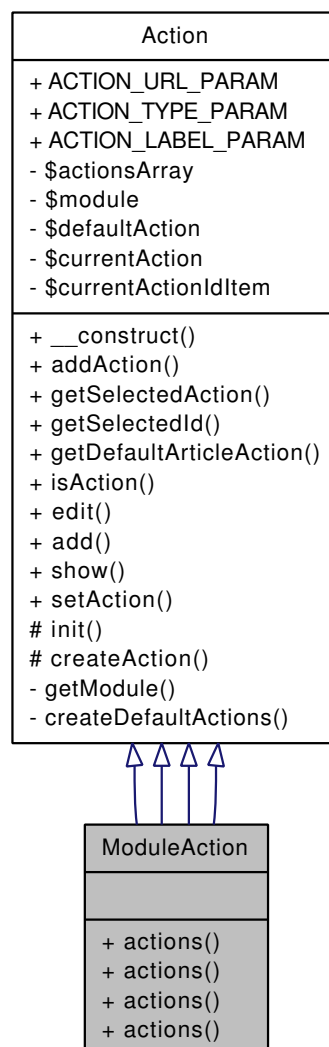 Action
+ ACTION_URL_PARAM
+ ACTION_TYPE_PARAM
+ ACTION_LABEL_PARAM
- $actionsArray
- $module
- $defaultAction
- $currentAction
- $currentActionIdItem
+ __construct()
+ addAction()
+ getSelectedAction()
+ getSelectedId()
+ getDefaultArticleAction()
+ isAction()
+ edit()
+ add()
+ show()
+ setAction()
# init()
# createAction()
- getModule()
- createDefaultActions()
ModuleAction
+ actions()
+ actions()
+ actions()
+ actions()